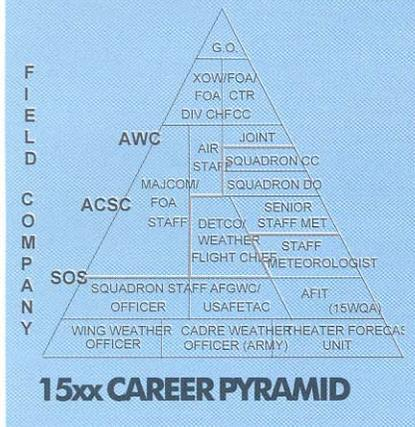 G.O.
XOW/FOA/
FOA CTR
DIV CHFCC
AWC
JOINT
AIR
STAFF
SQUADRON CC
SQUADRON DO
MAJCOM/
FOA
STAFF
ACSC
SENIOR
STAFF MET
DETCO/
WEATHER
FLIGHT CHIEF
STAFF
METEOROLOGIST
SOS
SQUADRON STAFF
OFFICER
AFGWC/
USAFETAC
AFIT
(15WQA)
WING WEATHER
OFFICER
CADRE WEATHER
OFFICER (ARMY)
THEATER FORECAS
UNIT
FIELD COMPANY
15xx CAREER PYRAMID